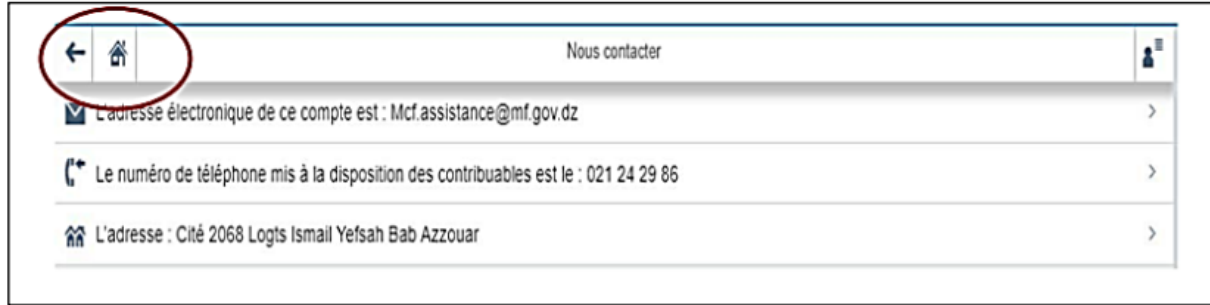 Nous contacter
L'adresse électronique de ce compte est : Mcf.assistance@mf.gov.dz
Le numéro de téléphone mis à la disposition des contribuables est le : 021 24 29 86
L'adresse : Cité 2068 Logts Ismail Yefsah Bab Azzouar